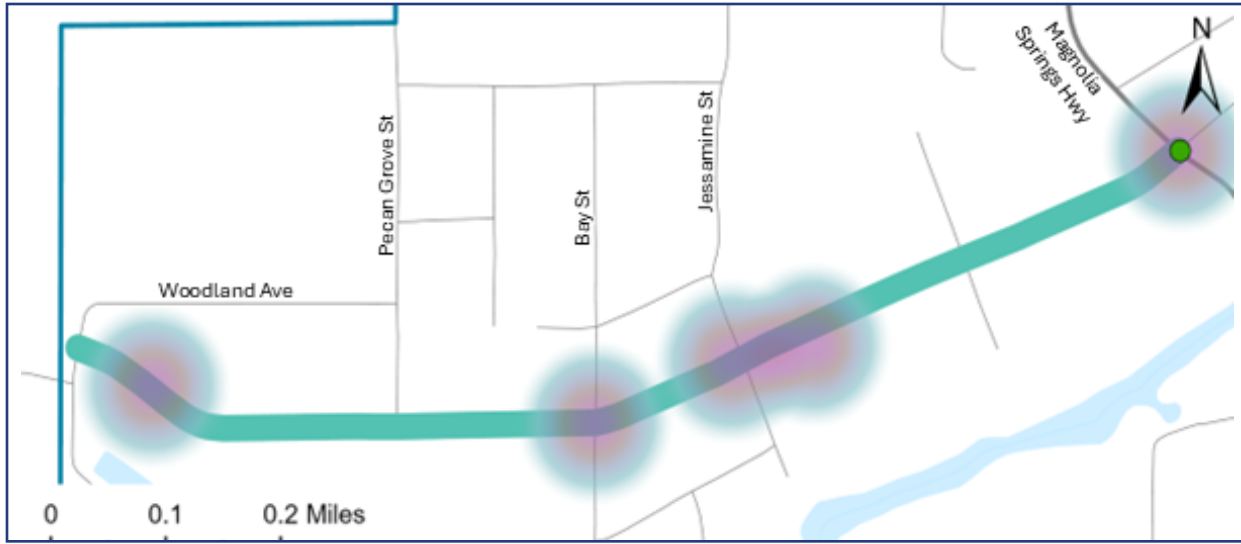 N
Magnolia
Springs Hwy
Pecan Grove St
Jessamine St
Bay St
Woodland Ave
0 0.1 0.2 Miles